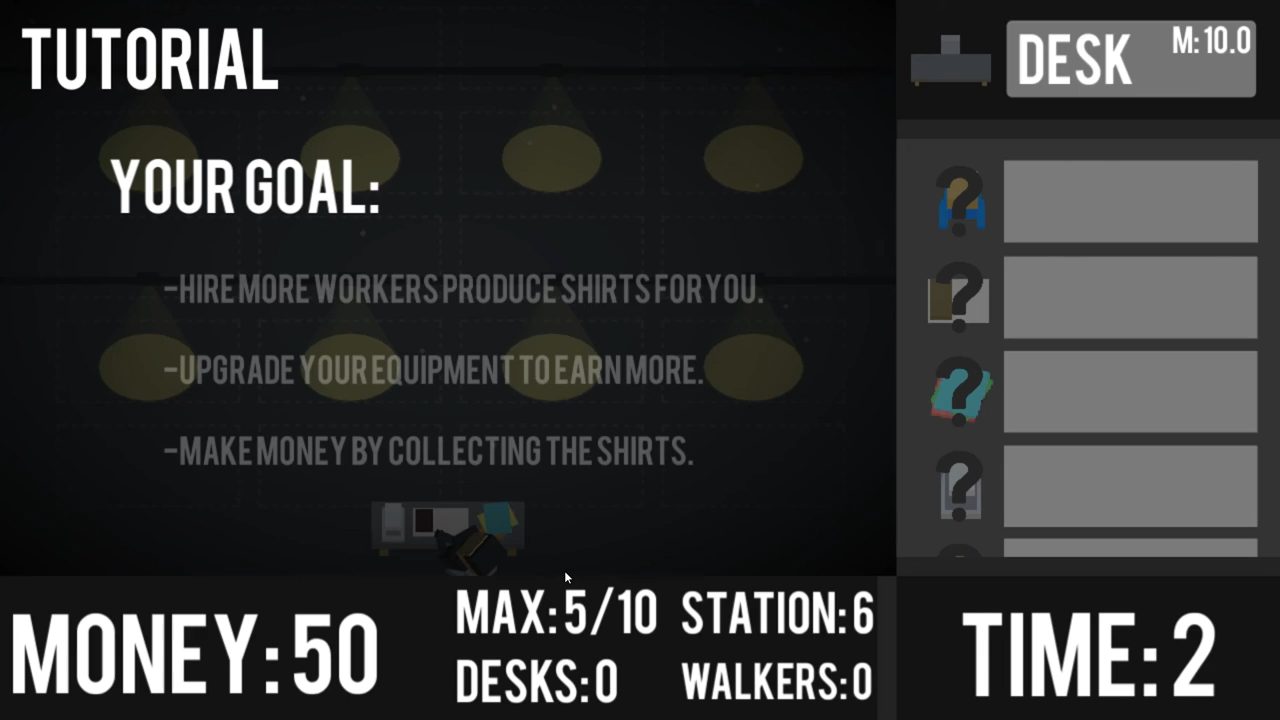 TUTORIAL
YOUR GOAL:
-HIRE MORE WORKERS PRODUCE SHIRTS FOR YOU.
-UPGRADE YOUR EQUIPMENT TO EARN MORE.
-MAKE MONEY BY COLLECTING THE SHIRTS.
DESK
M: 10.0
?
?
?
?
MONEY: 50
MAX: 5/10
STATION: 6
DESKS: 0
WALKERS: 0
TIME: 2